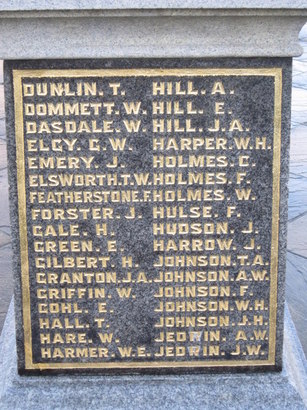 DUNLIN. T. HILL. A.
DOMMETT. W. HILL. E.
DASDALE. W. HILL. J.A.
ELCY. G.W. HARPER. W.H.
EMERY. J. HOLMES. C.
ELSWORTH. T.W. HOLMES. F.
FEATHERSTONE. F. HOLMES. W.
FORSTER. J. HULSE. F.
GALE. H. HUDSON. J.
GREEN. E. HARROW. J.
GILBERT. H. JOHNSON. T.A.
GRANTON. J.A. JOHNSON. A.W.
GRIFFIN. W. JOHNSON. F.
GOHL. E. JOHNSON. W.H.
HALL. T. JOHNSON. J.H.
HARE. W. JEDWIN. A.W.
HARMER. W.E. JEDWIN. J.W.